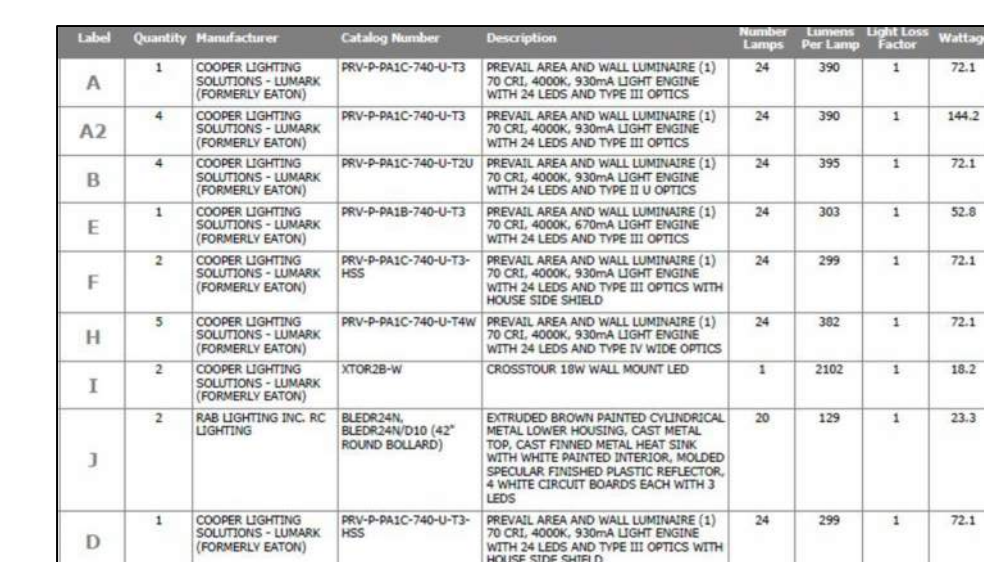 Label Quantity Manufacturer Catalog Number Description Number Lamps Lumens Per Lamp Light Loss Factor Wattage
A 1 COOPER LIGHTING SOLUTIONS - LUMARK (FORMERLY EATON) PRV-P-PA1C-740-U-T3 PREVAIL AREA AND WALL LUMINAIRE (1) 70 CRI, 4000K, 930mA LIGHT ENGINE WITH 24 LEDS AND TYPE III OPTICS 24 390 1 72.1
A2 4 COOPER LIGHTING SOLUTIONS - LUMARK (FORMERLY EATON) PRV-P-PA1C-740-U-T3 PREVAIL AREA AND WALL LUMINAIRE (1) 70 CRI, 4000K, 930mA LIGHT ENGINE WITH 24 LEDS AND TYPE III OPTICS 24 390 1 144.2
B 4 COOPER LIGHTING SOLUTIONS - LUMARK (FORMERLY EATON) PRV-P-PA1C-740-U-T2U PREVAIL AREA AND WALL LUMINAIRE (1) 70 CRI, 4000K, 930mA LIGHT ENGINE WITH 24 LEDS AND TYPE II U OPTICS 24 395 1 72.1
E 1 COOPER LIGHTING SOLUTIONS - LUMARK (FORMERLY EATON) PRV-P-PA1B-740-U-T3 PREVAIL AREA AND WALL LUMINAIRE (1) 70 CRI, 4000K, 670mA LIGHT ENGINE WITH 24 LEDS AND TYPE III OPTICS 24 303 1 52.8
F 2 COOPER LIGHTING SOLUTIONS - LUMARK (FORMERLY EATON) PRV-P-PA1C-740-U-T3-HSS PREVAIL AREA AND WALL LUMINAIRE (1) 70 CRI, 4000K, 930mA LIGHT ENGINE WITH 24 LEDS AND TYPE III OPTICS WITH HOUSE SIDE SHIELD 24 299 1 72.1
H 5 COOPER LIGHTING SOLUTIONS - LUMARK (FORMERLY EATON) PRV-P-PA1C-740-U-T4W PREVAIL AREA AND WALL LUMINAIRE (1) 70 CRI, 4000K, 930mA LIGHT ENGINE WITH 24 LEDS AND TYPE IV WIDE OPTICS 24 382 1 72.1
I 2 COOPER LIGHTING SOLUTIONS - LUMARK (FORMERLY EATON) XTOR2B-W CROSSTOUR 18W WALL MOUNT LED 1 2102 1 18.2
J 2 RAB LIGHTING INC. RC LIGHTING BLEDR24N, BLEDR24N/D10 (42" ROUND BOLLARD) EXTRUDED BROWN PAINTED CYLINDRICAL METAL LOWER HOUSING, CAST METAL TOP, CAST FINNED METAL HEAT SINK WITH WHITE PAINTED INTERIOR, MOLDED SPECULAR FINISHED PLASTIC REFLECTOR, 4 WHITE CIRCUIT BOARDS EACH WITH 3 LEDS 20 129 1 23.3
D 1 COOPER LIGHTING SOLUTIONS - LUMARK (FORMERLY EATON) PRV-P-PA1C-740-U-T3-HSS PREVAIL AREA AND WALL LUMINAIRE (1) 70 CRI, 4000K, 930mA LIGHT ENGINE WITH 24 LEDS AND TYPE III OPTICS WITH HOUSE SIDE SHIELD 24 299 1 72.1